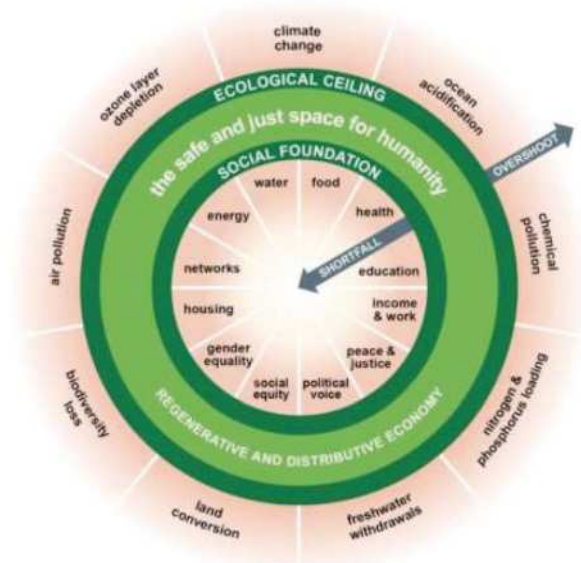 climate
change
ozone layer
depletion
ocean
acidification
ECOLOGICAL CEILING
the safe and just space for humanity
OVERSHOOT
SOCIAL FOUNDATION
water
food
energy
health
air pollution
chemical
pollution
SHORTFALL
networks
education
housing
income
& work
gender
equality
peace &
justice
social
equity
political
voice
biodiversity
loss
nitrogen &
phosphorus loading
REGENERATIVE AND DISTRIBUTIVE ECONOMY
land
conversion
freshwater
withdrawals